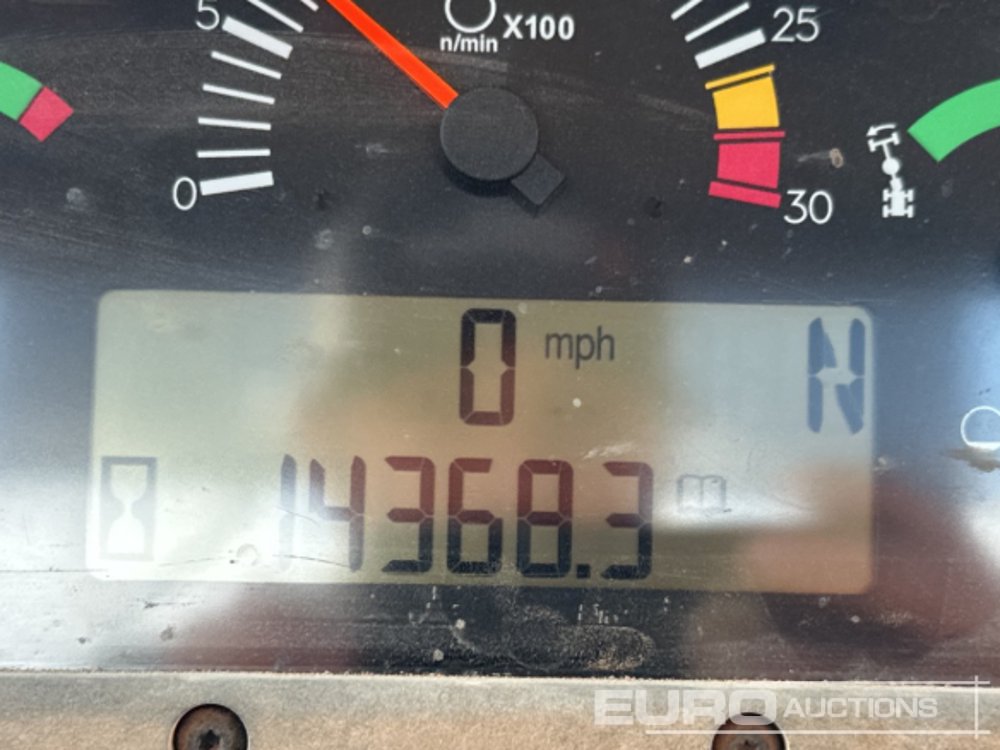 5 n/min X100 25
0 30
0 mph N
14368.3
EURO AUCTIONS